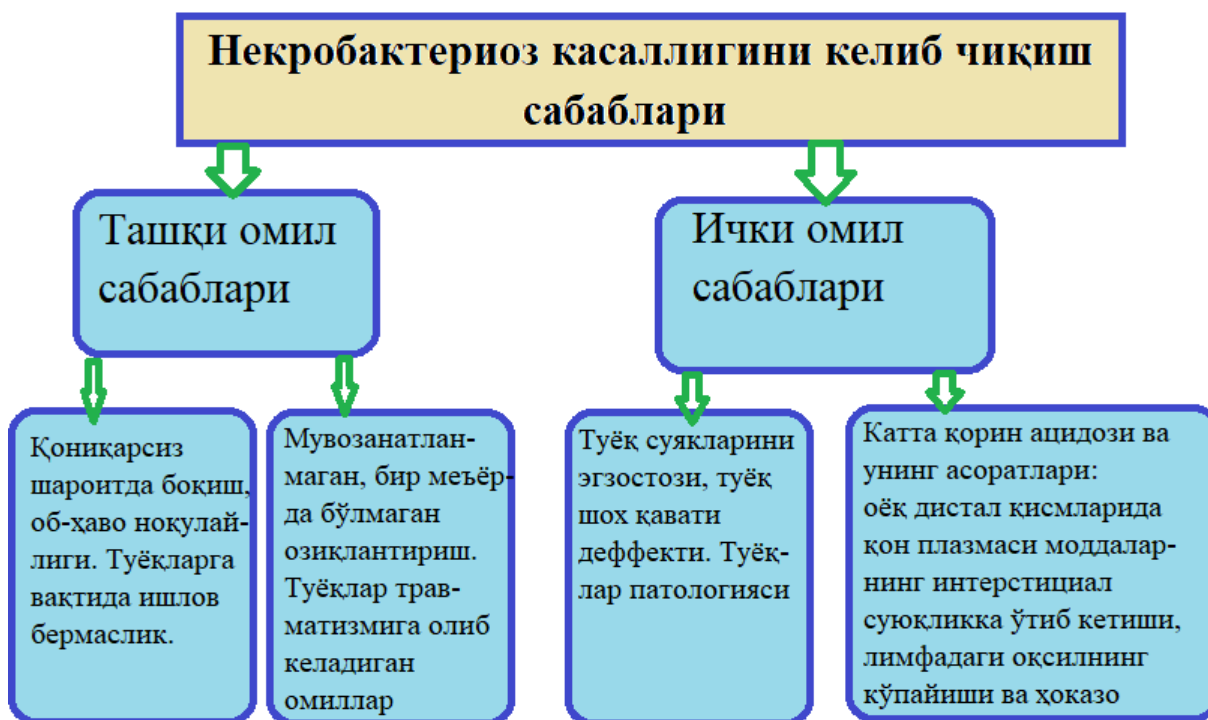 Некробактериоз касаллигини келиб чиқиш
сабаблари
Ташқи омил
сабаблари
Ички омил
сабаблари
Қониқарсиз
шароитда боқиш,
об-ҳаво ноқулай-
лиги. Туёқларга
вақтида ишлов
бермаслик.
Мувозанатлан-
маган, бир меъёр-
да бўлмаган
озиқлантириш.
Туёқлар трав-
матизмига олиб
келадиган
омиллар
Туёқ суякларини
эгзостози, туёқ
шох қавати
деффекти. Туёқ-
лар патологияси
Катта қорин ацидози ва
унинг асоратлари:
оёқ дистал қисмларида
қон плазмаси моддалар-
нинг интерстициал
суюқликка ўтиб кетиши,
лимфадаги оқсилнинг
кўпайиши ва ҳоказо